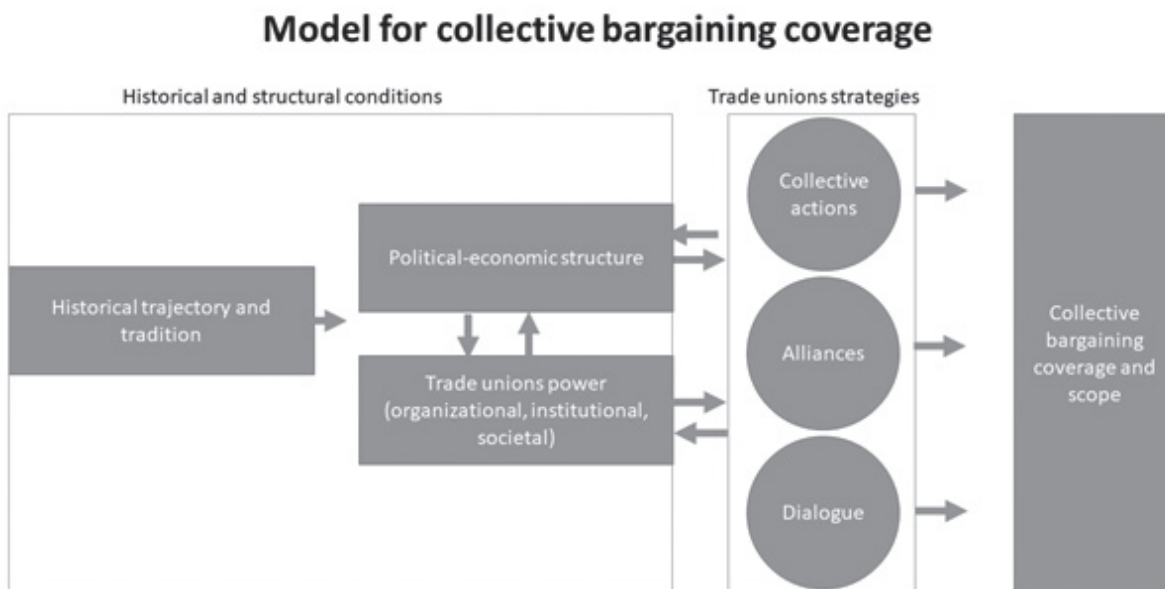 Model for collective bargaining coverage
Historical and structural conditions
Trade unions strategies
Historical trajectory and
tradition
Political-economic structure
Trade unions power
(organizational, institutional,
societal)
Collective
actions
Alliances
Dialogue
Collective
bargaining
coverage and
scope